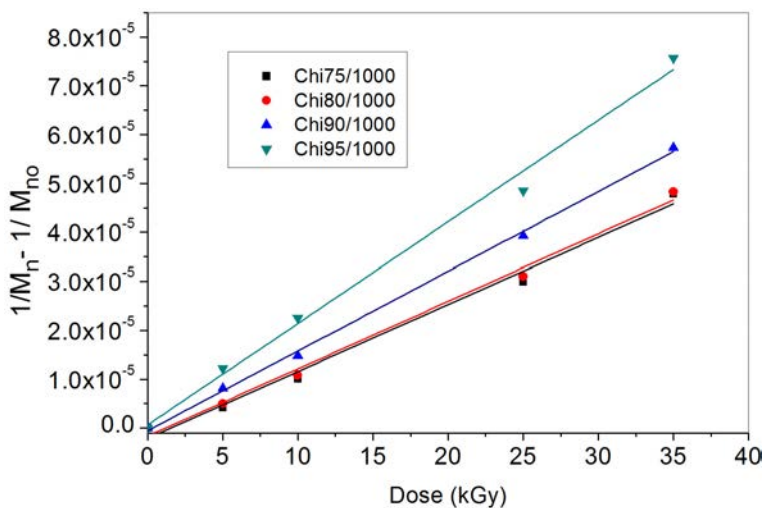 8.0x10⁻⁵
7.0x10⁻⁵
6.0x10⁻⁵
5.0x10⁻⁵
4.0x10⁻⁵
3.0x10⁻⁵
2.0x10⁻⁵
1.0x10⁻⁵
0.0
1/Mₙ- 1/ Mₙₒ
Chi75/1000
Chi80/1000
Chi90/1000
Chi95/1000
0 5 10 15 20 25 30 35 40
Dose (kGy)